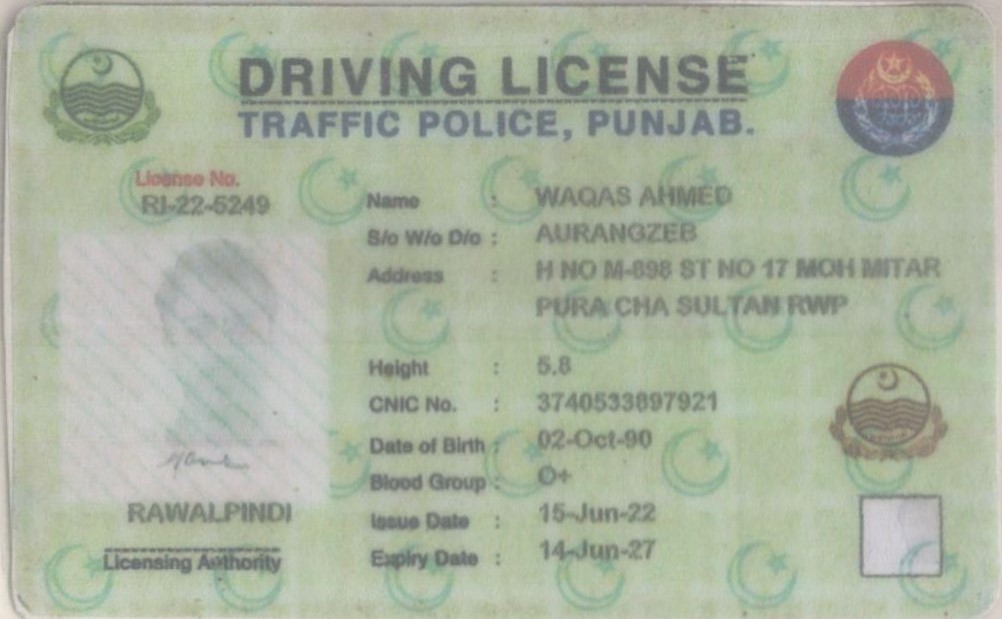 DRIVING LICENSE
TRAFFIC POLICE, PUNJAB.
License No.
RI-22-5249
Name : WAQAS AHMED
S/o W/o D/o : AURANGZEB
Address : H NO M-898 ST NO 17 MOH MITAR
PURA CHA SULTAN RWP
Height : 5.8
CNIC No. : 3740533897921
Date of Birth : 02-Oct-90
Blood Group : O+
Issue Date : 15-Jun-22
Expiry Date : 14-Jun-27
RAWALPINDI
Licensing Authority